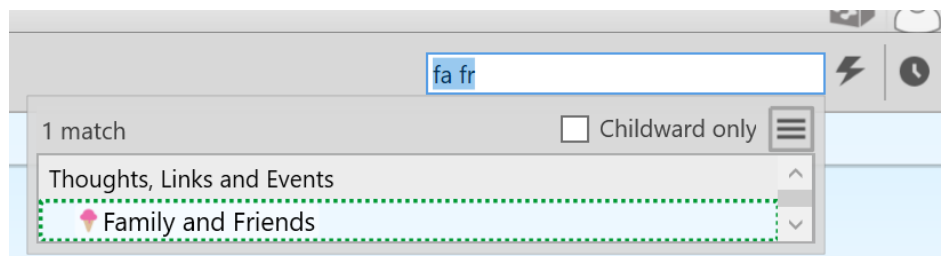 fa fr
1 match
Childward only
Thoughts, Links and Events
Family and Friends